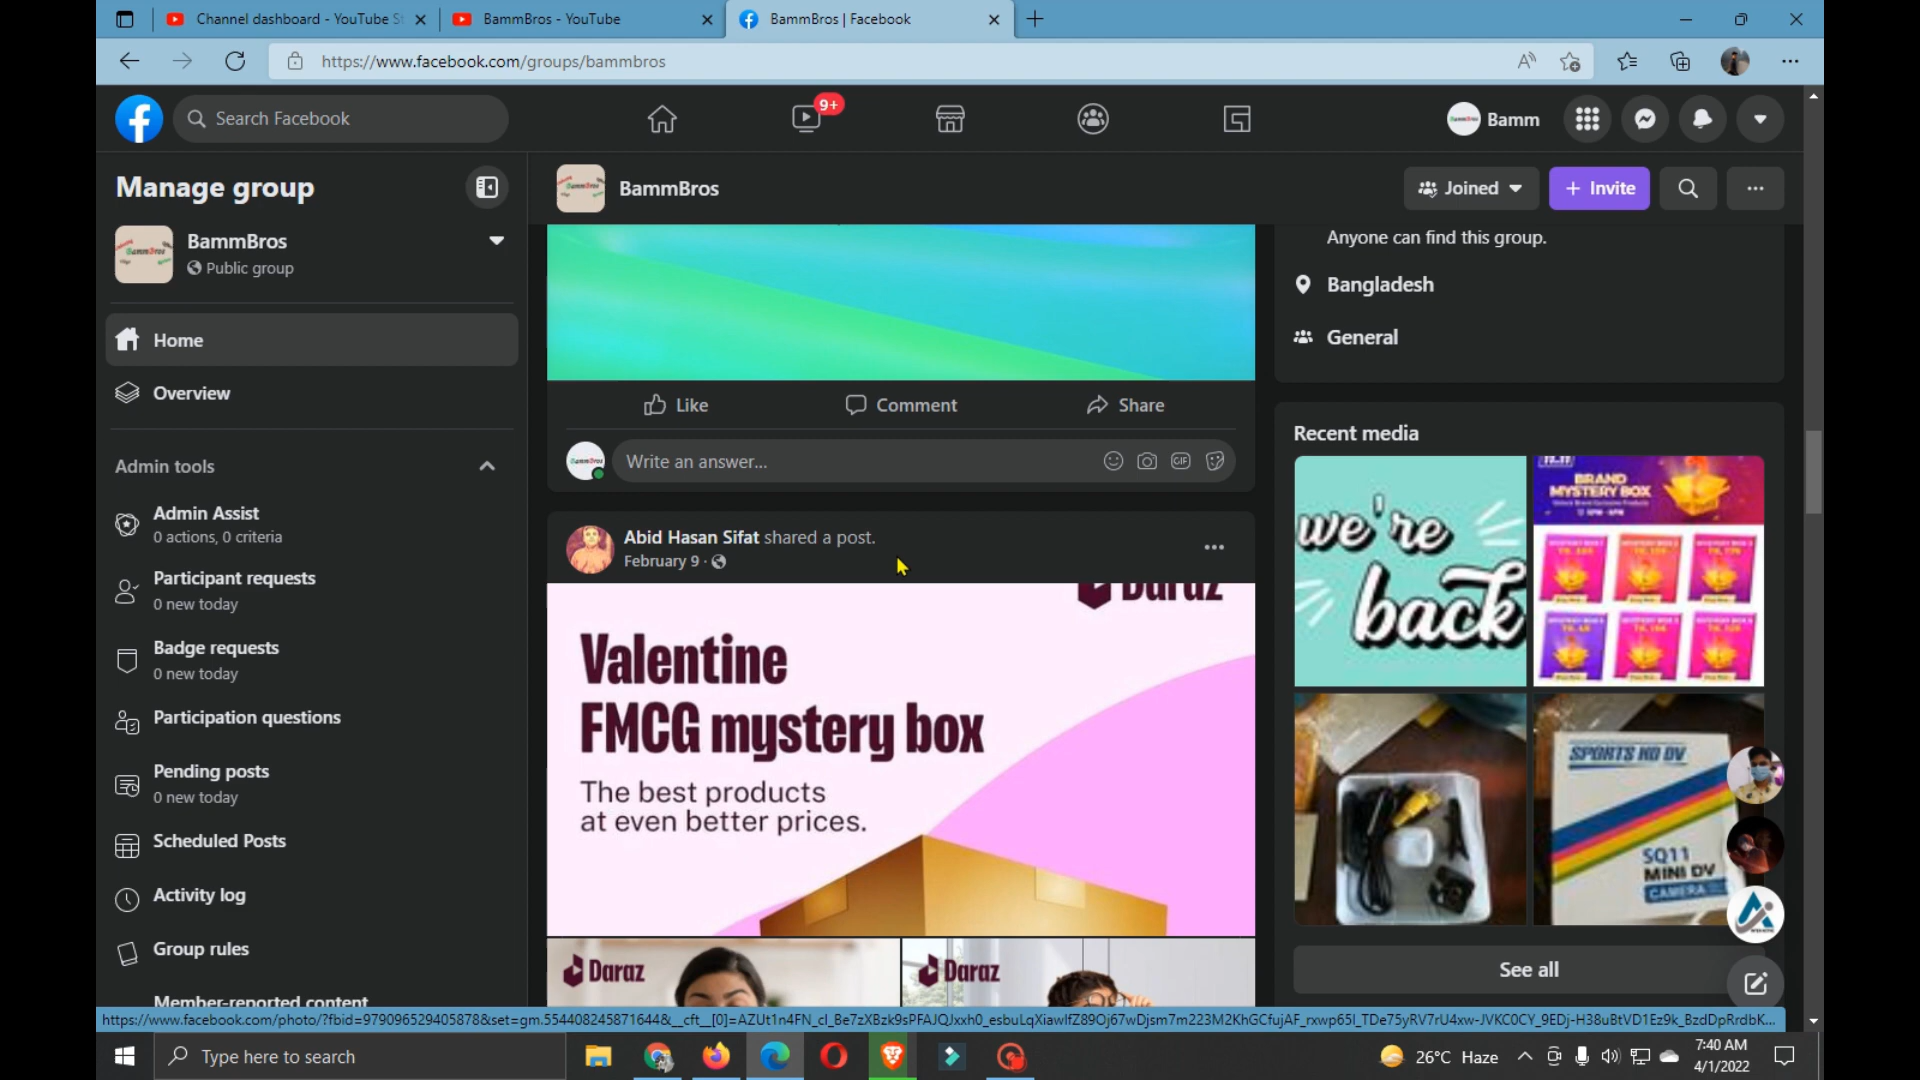 Channel dashboard - YouTube St
BammBros - YouTube
BammBros | Facebook
https://www.facebook.com/groups/bammbros
Search Facebook
9+
Bamm
Manage group
BammBros
Public group
Home
Overview
Admin tools
Admin Assist
0 actions, 0 criteria
Participant requests
0 new today
Badge requests
0 new today
Participation questions
Pending posts
0 new today
Scheduled Posts
Activity log
Group rules
Member-reported content
BammBros
Joined
+ Invite
Like
Comment
Share
Write an answer...
GIF
Abid Hasan Sifat shared a post.
February 9 ·
Daraz
Valentine
FMCG mystery box
The best products
at even better prices.
Daraz
Daraz
Anyone can find this group.
Bangladesh
General
Recent media
we're
back
BRAND
MYSTERY BOX
SPORTS HD DV
SQ11
MINI DV
CAMERA
See all
Type here to search
26°C Haze
7:40 AM
4/1/2022